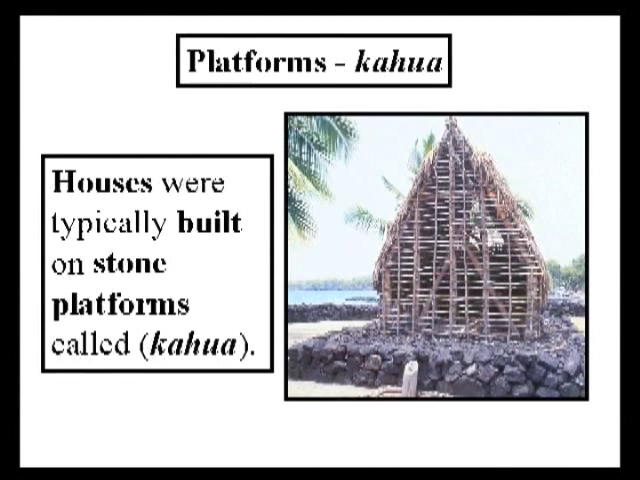 Platforms - kahua
Houses were
typically built
on stone
platforms
called (kahua).